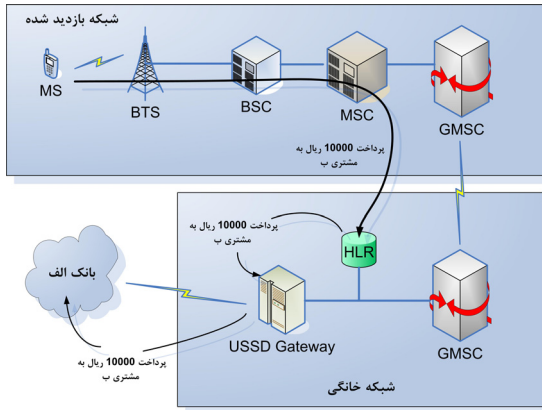 شبکه بازدید شده
MS
BTS
BSC
MSC
GMSC
پرداخت 10000 ریال به
مشتری ب
پرداخت 10000 ریال به
مشتری ب
HLR
بانک الف
USSD Gateway
GMSC
پرداخت 10000 ریال به
مشتری ب
شبکه خانگی